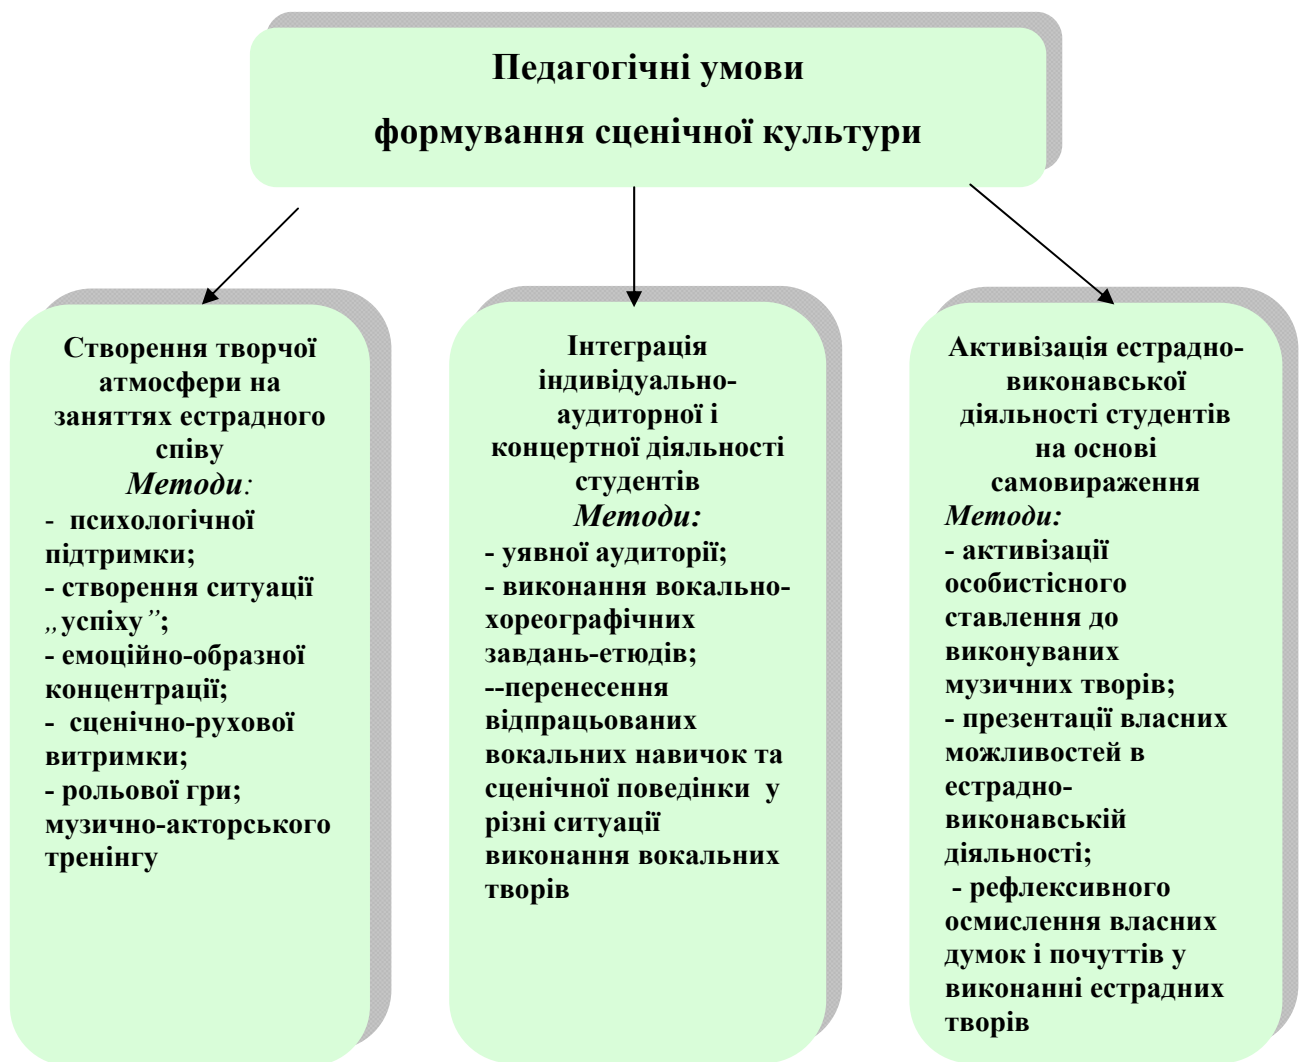 Педагогічні умови
формування сценічної культури
Створення творчої
атмосфери на
заняттях естрадного
співу
Методи:
- психологічної
підтримки;
- створення ситуації
„успіху”;
- емоційно-образної
концентрації;
- сценічно-рухової
витримки;
- рольової гри;
музично-акторського
тренінгу
Інтеграція
індивідуально-
аудиторної і
концертної діяльності
студентів
Методи:
- уявної аудиторії;
- виконання вокально-
хореографічних
завдань-етюдів;
--перенесення
відпрацьованих
вокальних навичок та
сценічної поведінки у
різні ситуації
виконання вокальних
творів
Активізація естрадно-
виконавської
діяльності студентів
на основі
самовираження
Методи:
- активізації
особистісного
ставлення до
виконуваних
музичних творів;
- презентації власних
можливостей в
естрадно-
виконавській
діяльності;
- рефлексивного
осмислення власних
думок і почуттів у
виконанні естрадних
творів